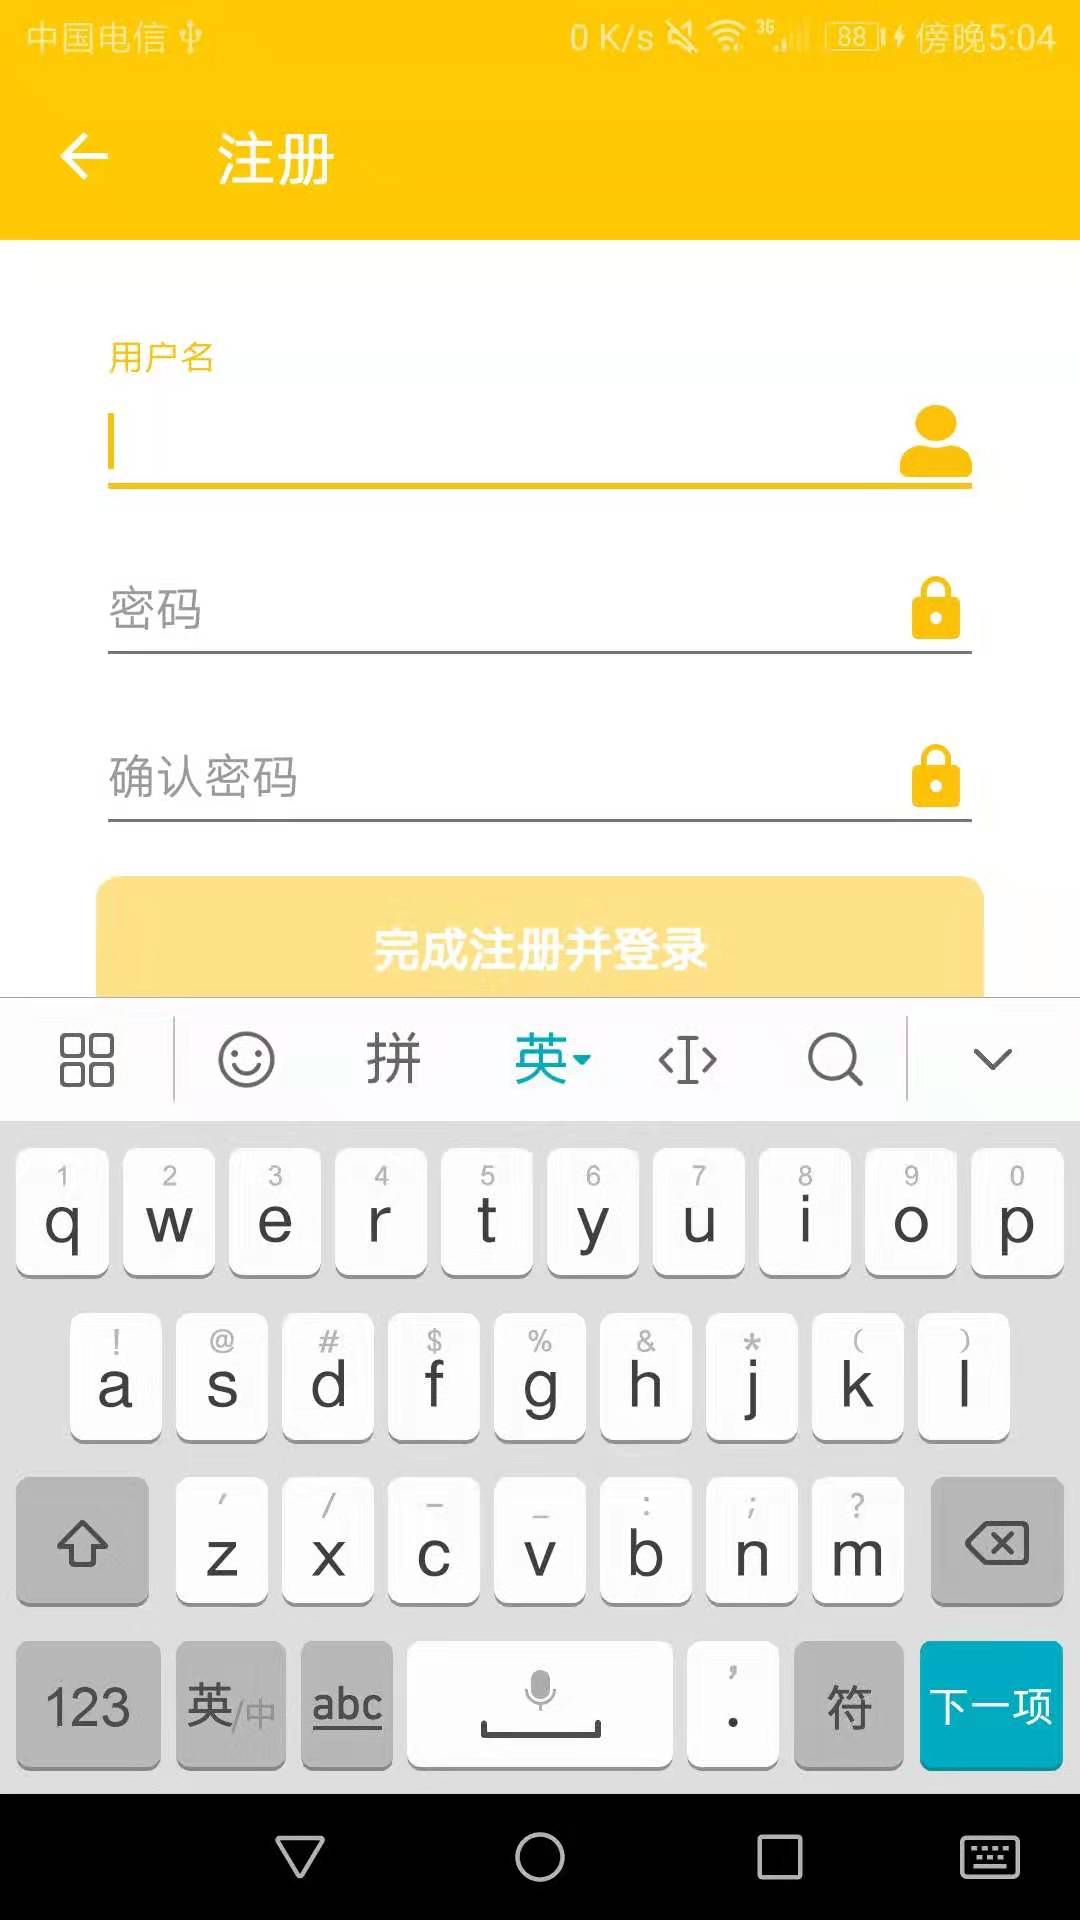 中国电信 0 K/s 3G 88 傍晚5:04
注册
用户名
密码
确认密码
完成注册并登录
拼 英
1 2 3 4 5 6 7 8 9 0
q w e r t y u i o p
! @ # $ % & * ( )
a s d f g h j k l
' / - _ : ; ?
z x c v b n m
123 英/中 abc , . 符 下一项